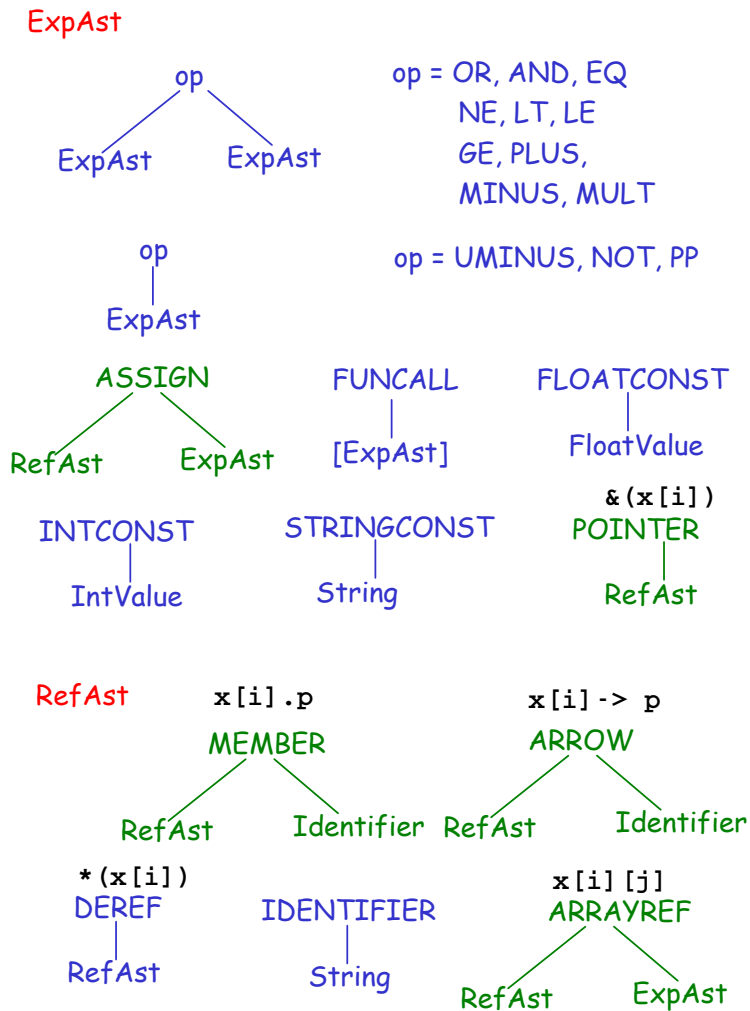 ExpAst
op
op = OR, AND, EQ
NE, LT, LE
GE, PLUS,
MINUS, MULT
ExpAst ExpAst
op
op = UMINUS, NOT, PP
ExpAst
ASSIGN FUNCALL FLOATCONST
RefAst ExpAst [ExpAst] FloatValue
&(x[i])
INTCONST STRINGCONST POINTER
IntValue String RefAst
RefAst x[i].p x[i]-> p
MEMBER ARROW
RefAst Identifier RefAst Identifier
*(x[i]) x[i][j]
DEREF IDENTIFIER ARRAYREF
RefAst String RefAst ExpAst